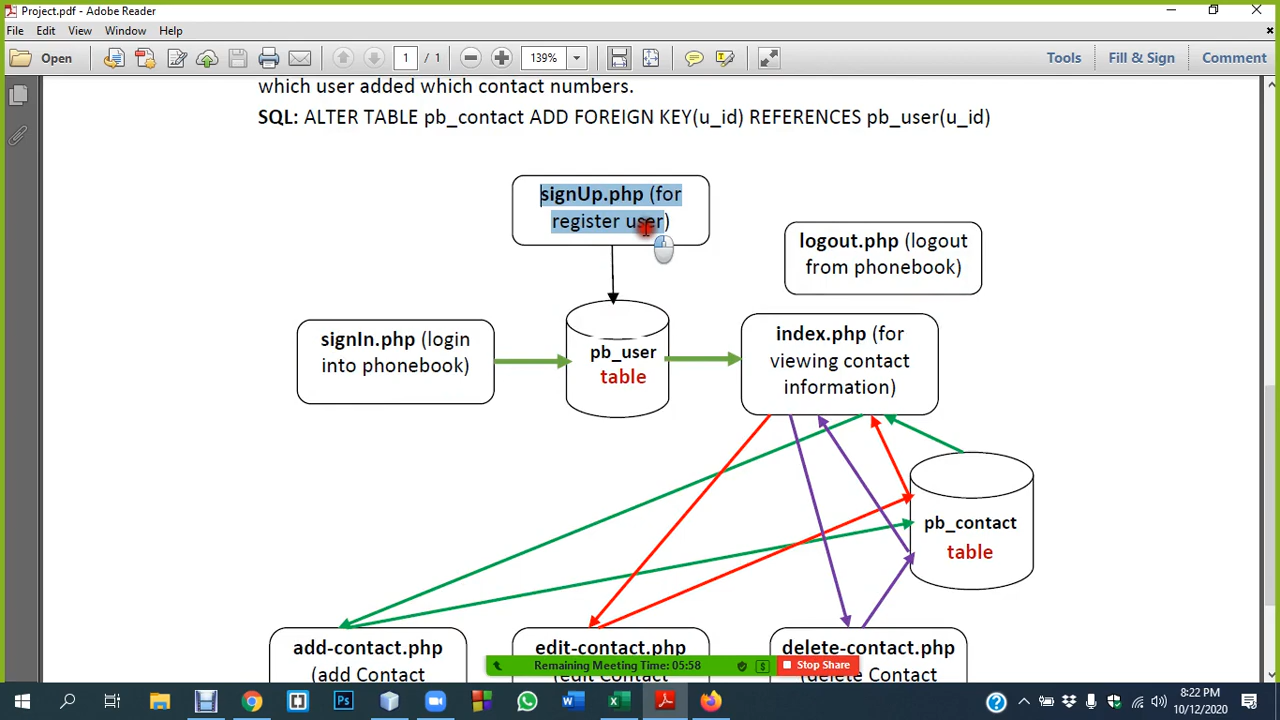 Project.pdf - Adobe Reader
File Edit View Window Help
Open 1 / 1 139% Tools Fill & Sign Comment
which user added which contact numbers.
SQL: ALTER TABLE pb_contact ADD FOREIGN KEY(u_id) REFERENCES pb_user(u_id)
signUp.php (for
register user)
logout.php (logout
from phonebook)
signIn.php (login
into phonebook)
pb_user
table
index.php (for
viewing contact
information)
pb_contact
table
add-contact.php
(add Contact
edit-contact.php
(edit Contact
delete-contact.php
(delete Contact
Remaining Meeting Time: 05:58 Stop Share
8:22 PM
10/12/2020